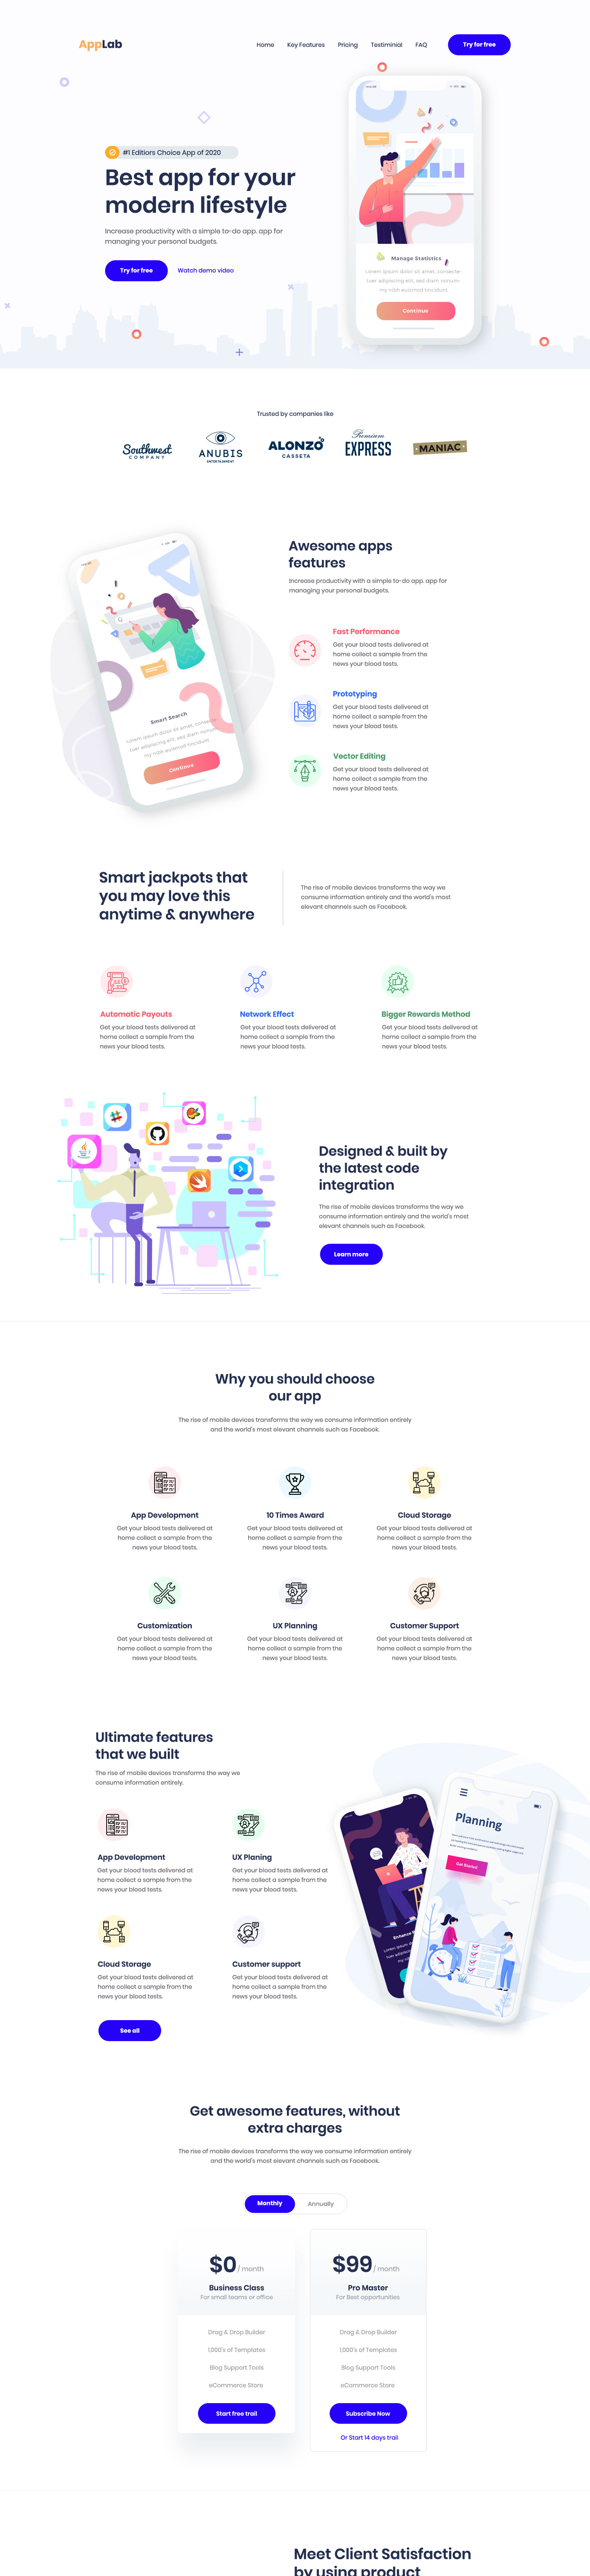 AppLab
Home Key Features Pricing Testiminial FAQ Try for free
#1 Editiors Choice App of 2020
Best app for your
modern lifestyle
Increase productivity with a simple to-do app. app for
managing your personal budgets.
Try for free Watch demo video
Manage Statistics
Lorem ipsum dolor sit amet, consecte-
tuer adipiscing elit, sed diam nonum-
my nibh euismod tincidunt
Continue
Trusted by companies like
Southwest
COMPANY
ANUBIS
ENTERTAINMENT
ALONZO
CASSETA
Premium
EXPRESS
MANIAC
Smart Search
Lorem ipsum dolor sit amet, consecte-
tuer adipiscing elit, sed diam nonum-
my nibh euismod tincidunt
Continue
Awesome apps
features
Increase productivity with a simple to-do app. app for
managing your personal budgets.
Fast Performance
Get your blood tests delivered at
home collect a sample from the
news your blood tests.
Prototyping
Get your blood tests delivered at
home collect a sample from the
news your blood tests.
Vector Editing
Get your blood tests delivered at
home collect a sample from the
news your blood tests.
Smart jackpots that
you may love this
anytime & anywhere
The rise of mobile devices transforms the way we
consume information entirely and the world's most
elevant channels such as Facebook.
Automatic Payouts
Get your blood tests delivered at
home collect a sample from the
news your blood tests.
Network Effect
Get your blood tests delivered at
home collect a sample from the
news your blood tests.
Bigger Rewards Method
Get your blood tests delivered at
home collect a sample from the
news your blood tests.
Designed & built by
the latest code
integration
The rise of mobile devices transforms the way we
consume information entirely and the world's most
elevant channels such as Facebook.
Learn more
Why you should choose
our app
The rise of mobile devices transforms the way we consume information entirely
and the world's most elevant channels such as Facebook.
App Development
Get your blood tests delivered at
home collect a sample from the
news your blood tests.
10 Times Award
Get your blood tests delivered at
home collect a sample from the
news your blood tests.
Cloud Storage
Get your blood tests delivered at
home collect a sample from the
news your blood tests.
Customization
Get your blood tests delivered at
home collect a sample from the
news your blood tests.
UX Planning
Get your blood tests delivered at
home collect a sample from the
news your blood tests.
Customer Support
Get your blood tests delivered at
home collect a sample from the
news your blood tests.
Ultimate features
that we built
The rise of mobile devices transforms the way we
consume information entirely.
App Development
Get your blood tests delivered at
home collect a sample from the
news your blood tests.
UX Planing
Get your blood tests delivered at
home collect a sample from the
news your blood tests.
Cloud Storage
Get your blood tests delivered at
home collect a sample from the
news your blood tests.
Customer support
Get your blood tests delivered at
home collect a sample from the
news your blood tests.
See all
Planning
Get Started
Get awesome features, without
extra charges
The rise of mobile devices transforms the way we consume information entirely
and the world's most elevant channels such as Facebook.
Monthly Annually
$0 / month
Business Class
For small teams or office
Drag & Drop Builder
1,000's of Templates
Blog Support Tools
eCommerce Store
Start free trail
$99 / month
Pro Master
For Best opportunities
Drag & Drop Builder
1,000's of Templates
Blog Support Tools
eCommerce Store
Subscribe Now
Or Start 14 days trail
Meet Client Satisfaction
by using product